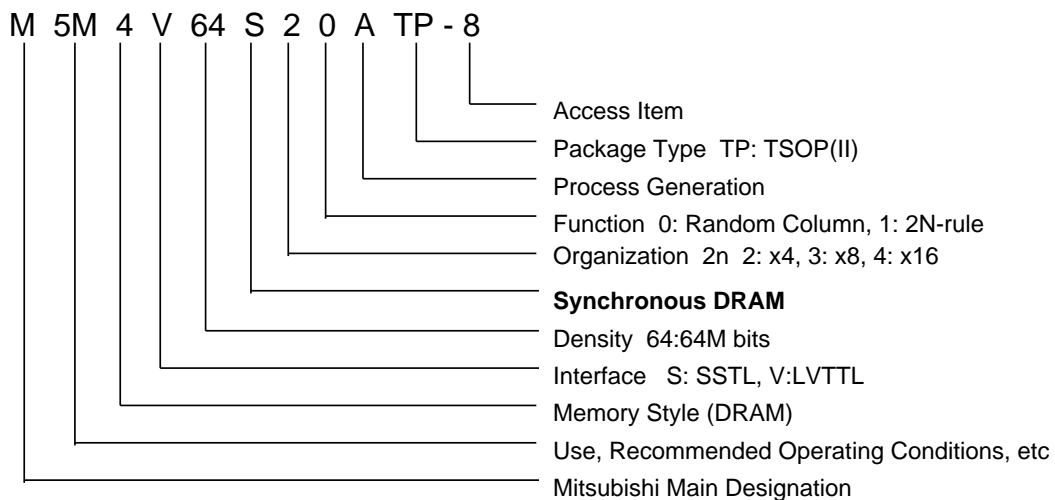 M 5M 4 V 64 S 2 0 A TP - 8
Access Item
Package Type TP: TSOP(II)
Process Generation
Function 0: Random Column, 1: 2N-rule
Organization 2n 2: x4, 3: x8, 4: x16
Synchronous DRAM
Density 64:64M bits
Interface S: SSTL, V:LVTTL
Memory Style (DRAM)
Use, Recommended Operating Conditions, etc
Mitsubishi Main Designation